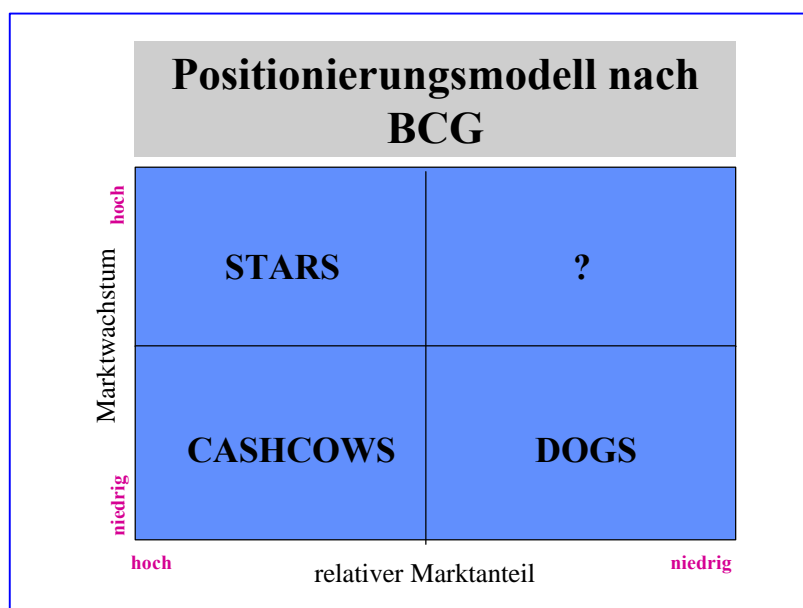 Positionierungsmodell nach
BCG
hoch
Marktwachstum
niedrig
STARS
?
CASHCOWS
DOGS
hoch
relativer Marktanteil
niedrig